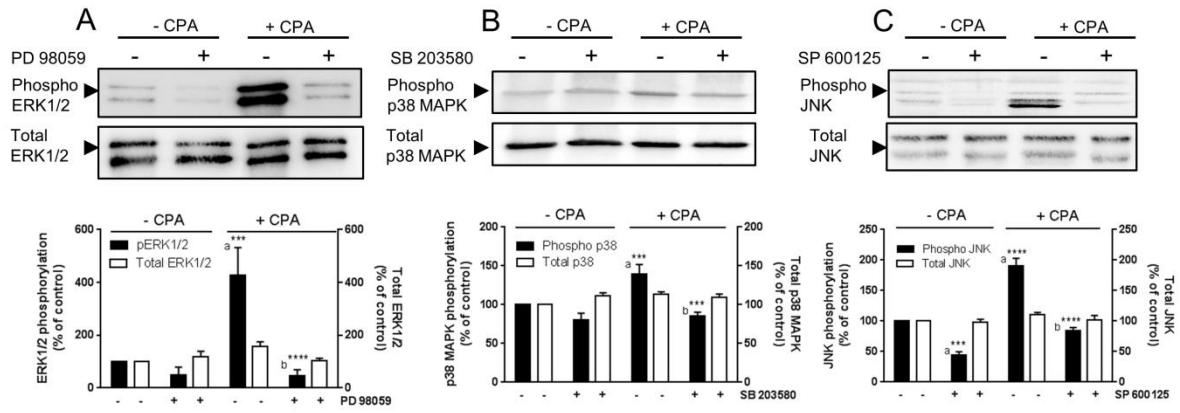 A
- CPA + CPA
PD 98059 - + - +
Phospho
ERK1/2
Total
ERK1/2
B
- CPA + CPA
SB 203580 - + - +
Phospho
p38 MAPK
Total
p38 MAPK
C
- CPA + CPA
SP 600125 - + - +
Phospho
JNK
Total
JNK
- CPA + CPA
ERK1/2 phosphorylation
(% of control)
600
400
200
0
pERK1/2
Total ERK1/2
a ***
b ****
600
400
200
0
Total ERK1/2
(% of control)
- - + + - - + + PD 98059
- CPA + CPA
p38 MAPK phosphorylation
(% of control)
200
150
100
50
0
Phospho p38
Total p38
a ***
b ***
200
150
100
50
0
Total p38 MAPK
(% of control)
- - + + - - + + SB 203580
- CPA + CPA
JNK phosphorylation
(% of control)
250
200
150
100
50
0
Phospho JNK
Total JNK
a ***
a ****
b ****
250
200
150
100
50
0
Total JNK
(% of control)
- - + + - - + + SP 600125